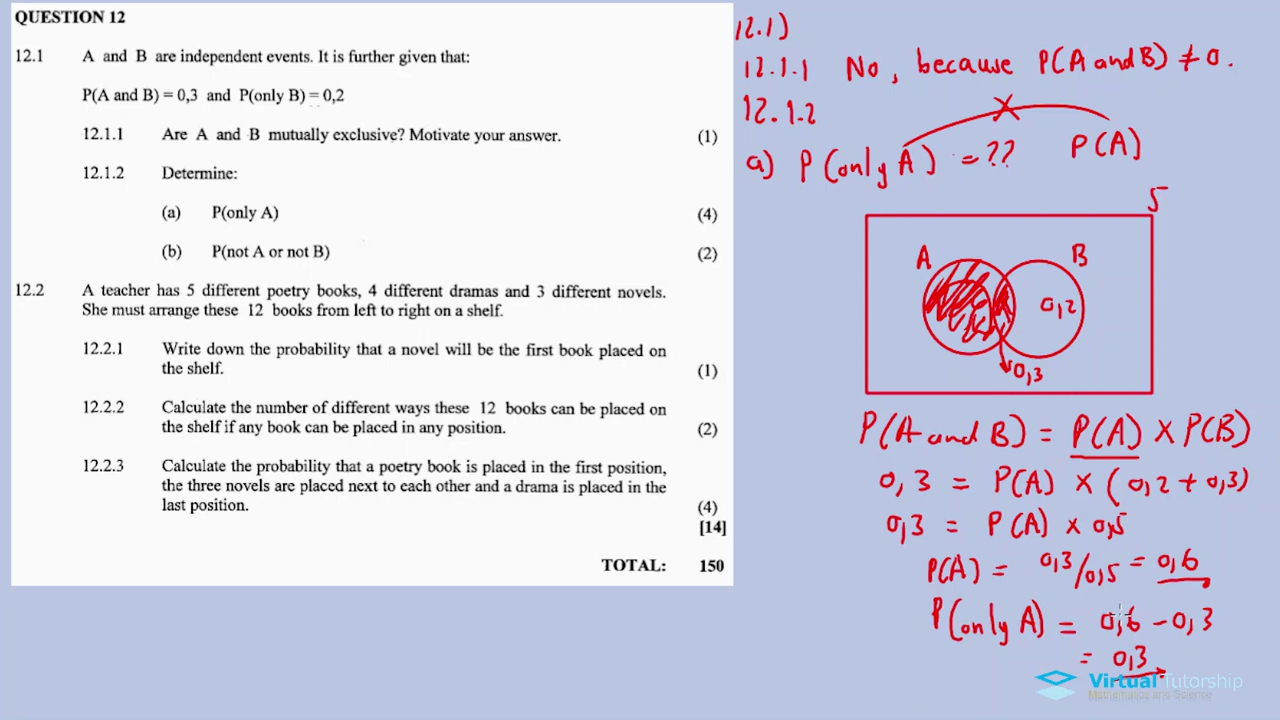 QUESTION 12
12.1 A and B are independent events. It is further given that:
P(A and B) = 0,3 and P(only B) = 0,2
12.1.1 Are A and B mutually exclusive? Motivate your answer. (1)
12.1.2 Determine:
(a) P(only A) (4)
(b) P(not A or not B) (2)
12.2 A teacher has 5 different poetry books, 4 different dramas and 3 different novels.
She must arrange these 12 books from left to right on a shelf.
12.2.1 Write down the probability that a novel will be the first book placed on
the shelf. (1)
12.2.2 Calculate the number of different ways these 12 books can be placed on
the shelf if any book can be placed in any position. (2)
12.2.3 Calculate the probability that a poetry book is placed in the first position,
the three novels are placed next to each other and a drama is placed in the
last position. (4)
[14]
TOTAL: 150
12.1)
12.1.1 No, because P(A and B) ≠ 0.
12.1.2
a) P(only A) = ?? P(A)
S
A B
0,2
0,3
P(A and B) = P(A) × P(B)
0,3 = P(A) × (0,2 + 0,3)
0,3 = P(A) × 0,5
P(A) = 0,3/0,5 = 0,6
P(only A) = 0,6 - 0,3
= 0,3
Virtual Tutorship
Mathematics and Science